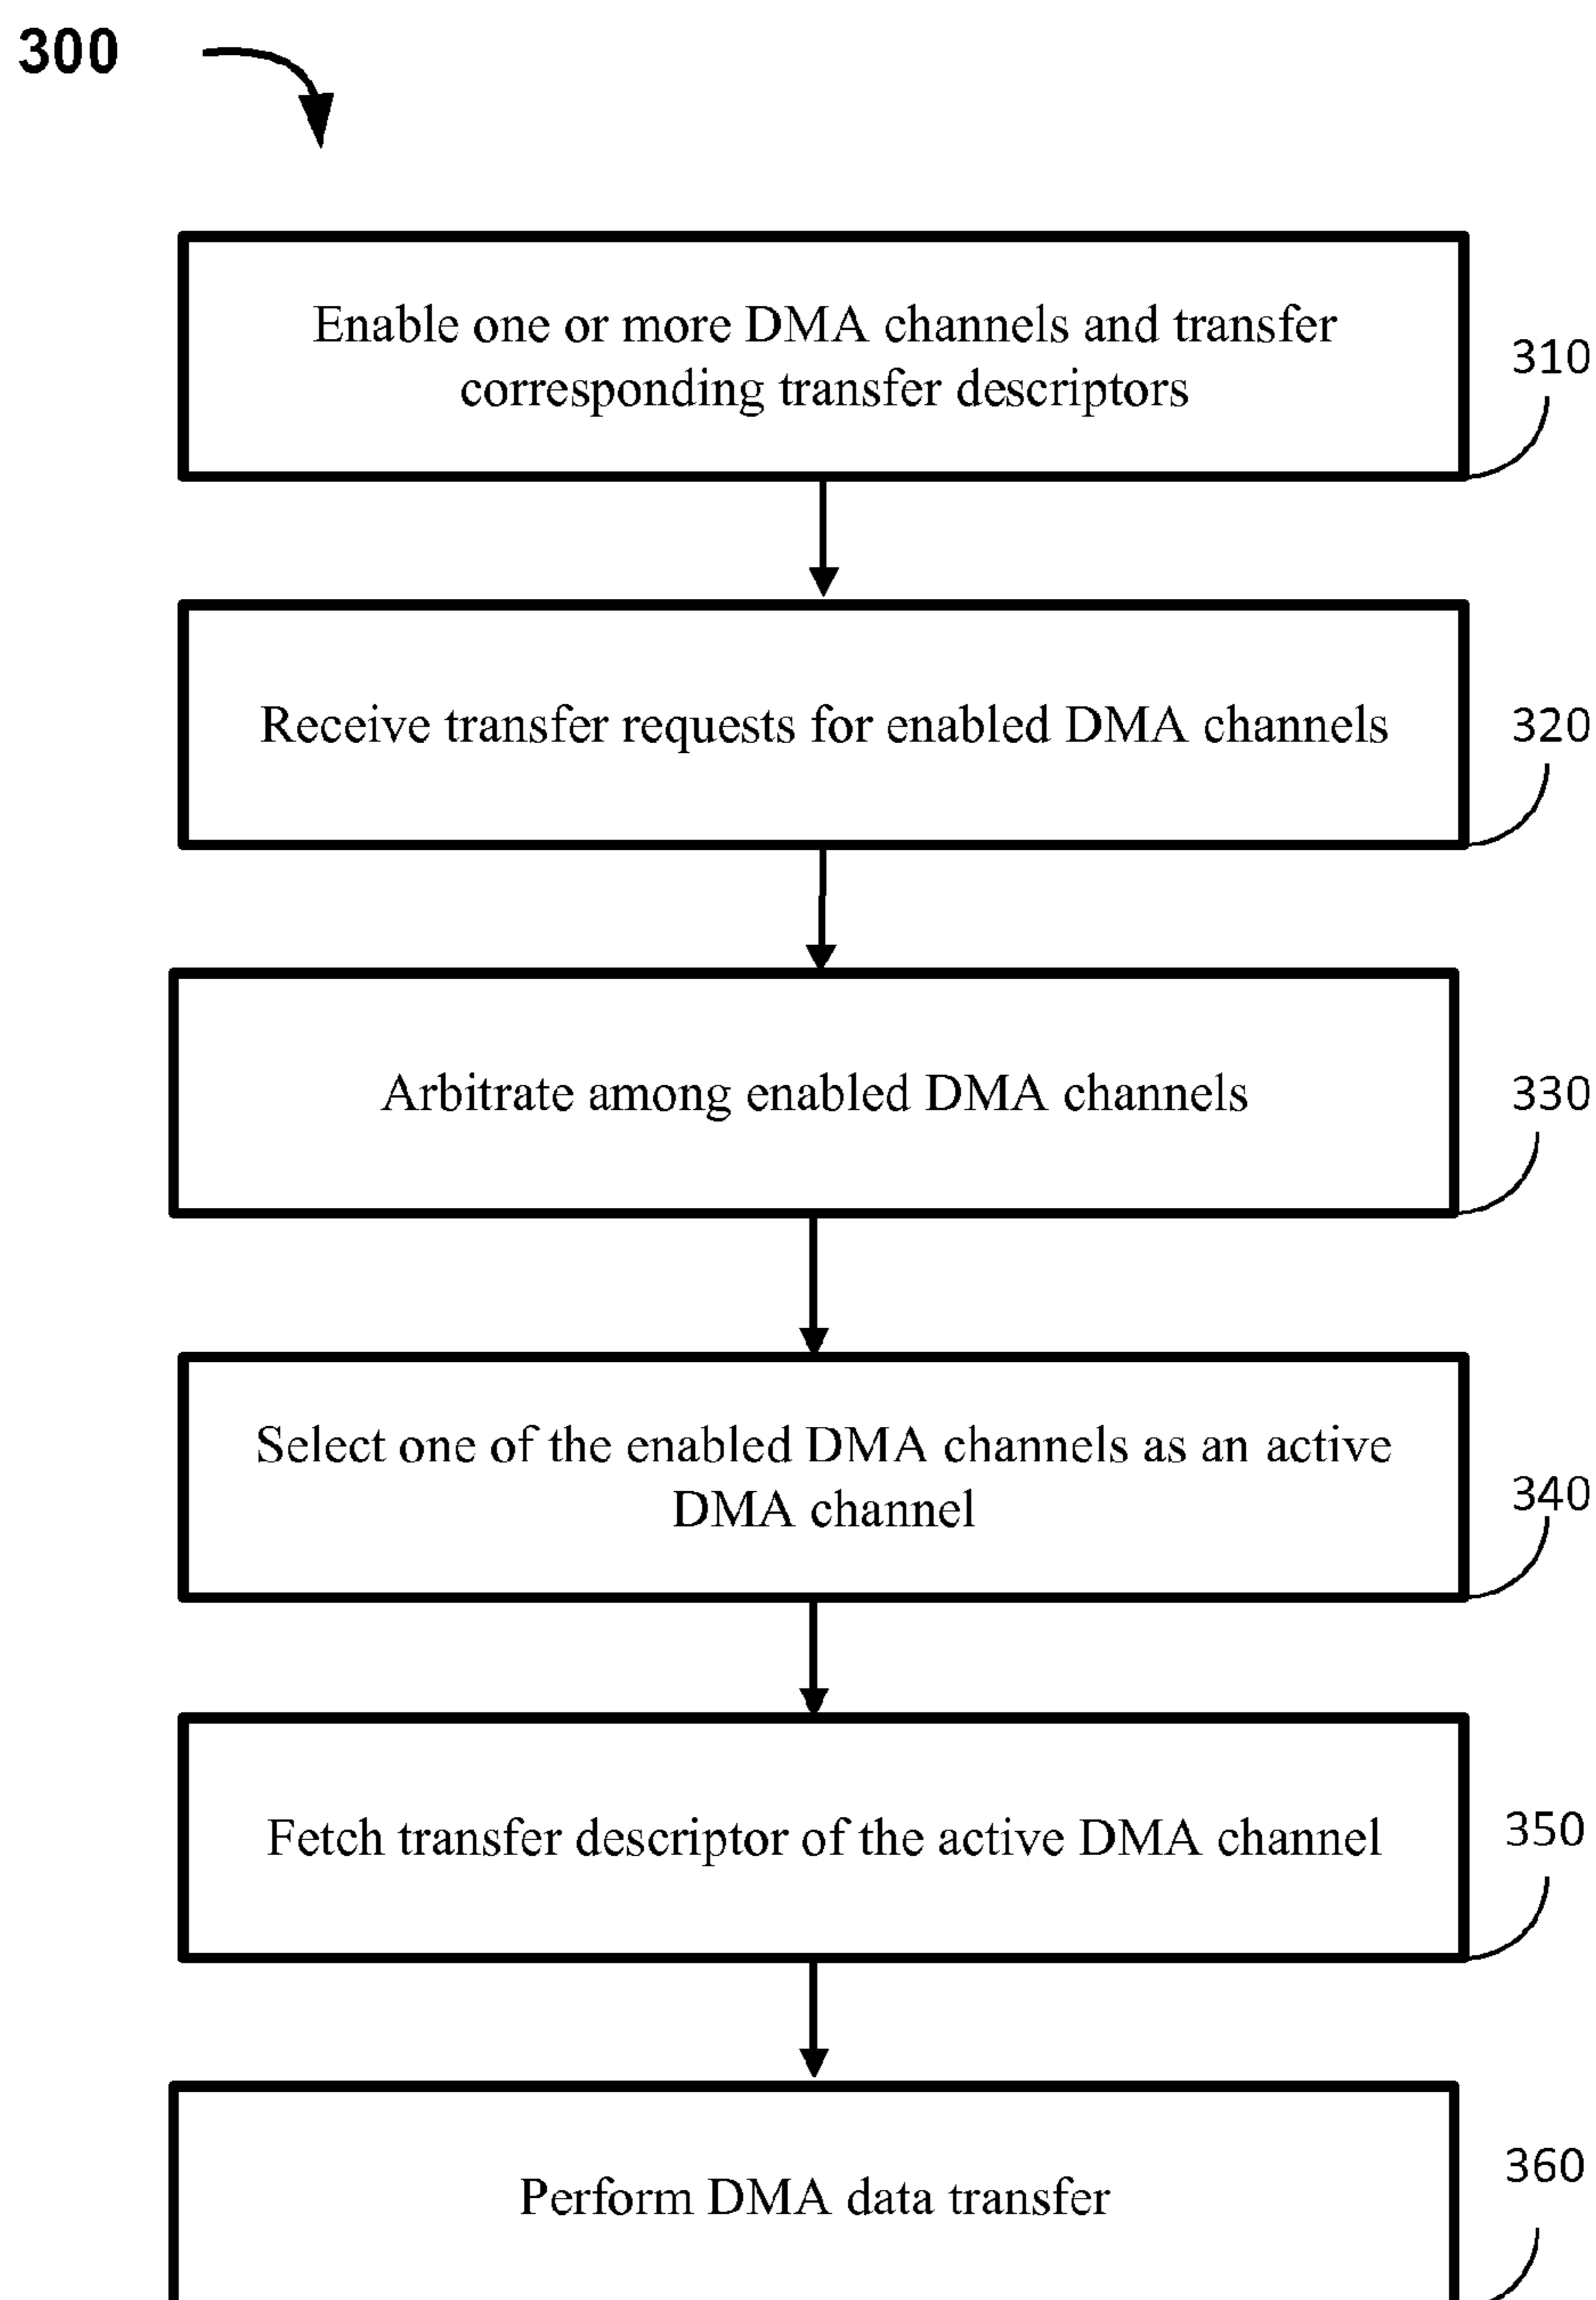 300
Enable one or more DMA channels and transfer
corresponding transfer descriptors
310
Receive transfer requests for enabled DMA channels
320
Arbitrate among enabled DMA channels
330
Select one of the enabled DMA channels as an active
DMA channel
340
Fetch transfer descriptor of the active DMA channel
350
Perform DMA data transfer
360